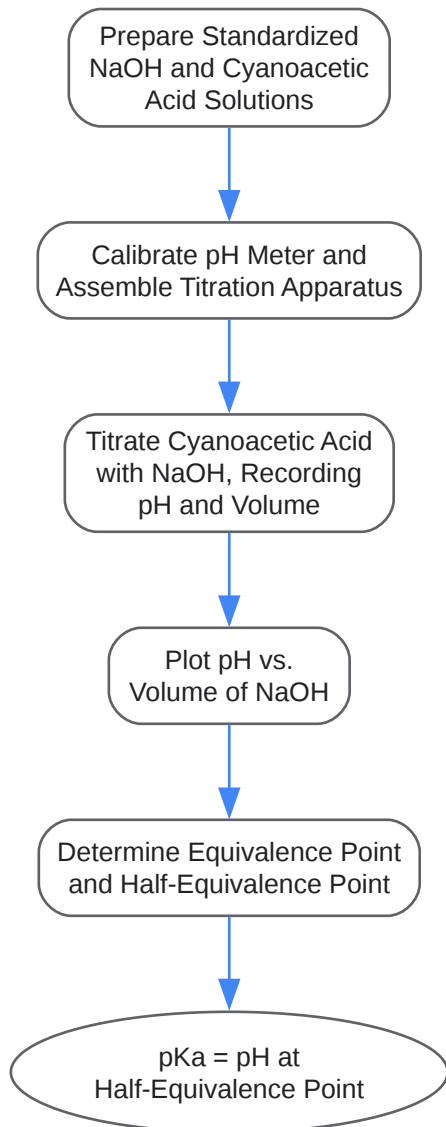 Prepare Standardized
NaOH and Cyanoacetic
Acid Solutions
Calibrate pH Meter and
Assemble Titration Apparatus
Titrate Cyanoacetic Acid
with NaOH, Recording
pH and Volume
Plot pH vs.
Volume of NaOH
Determine Equivalence Point
and Half-Equivalence Point
pKa = pH at
Half-Equivalence Point